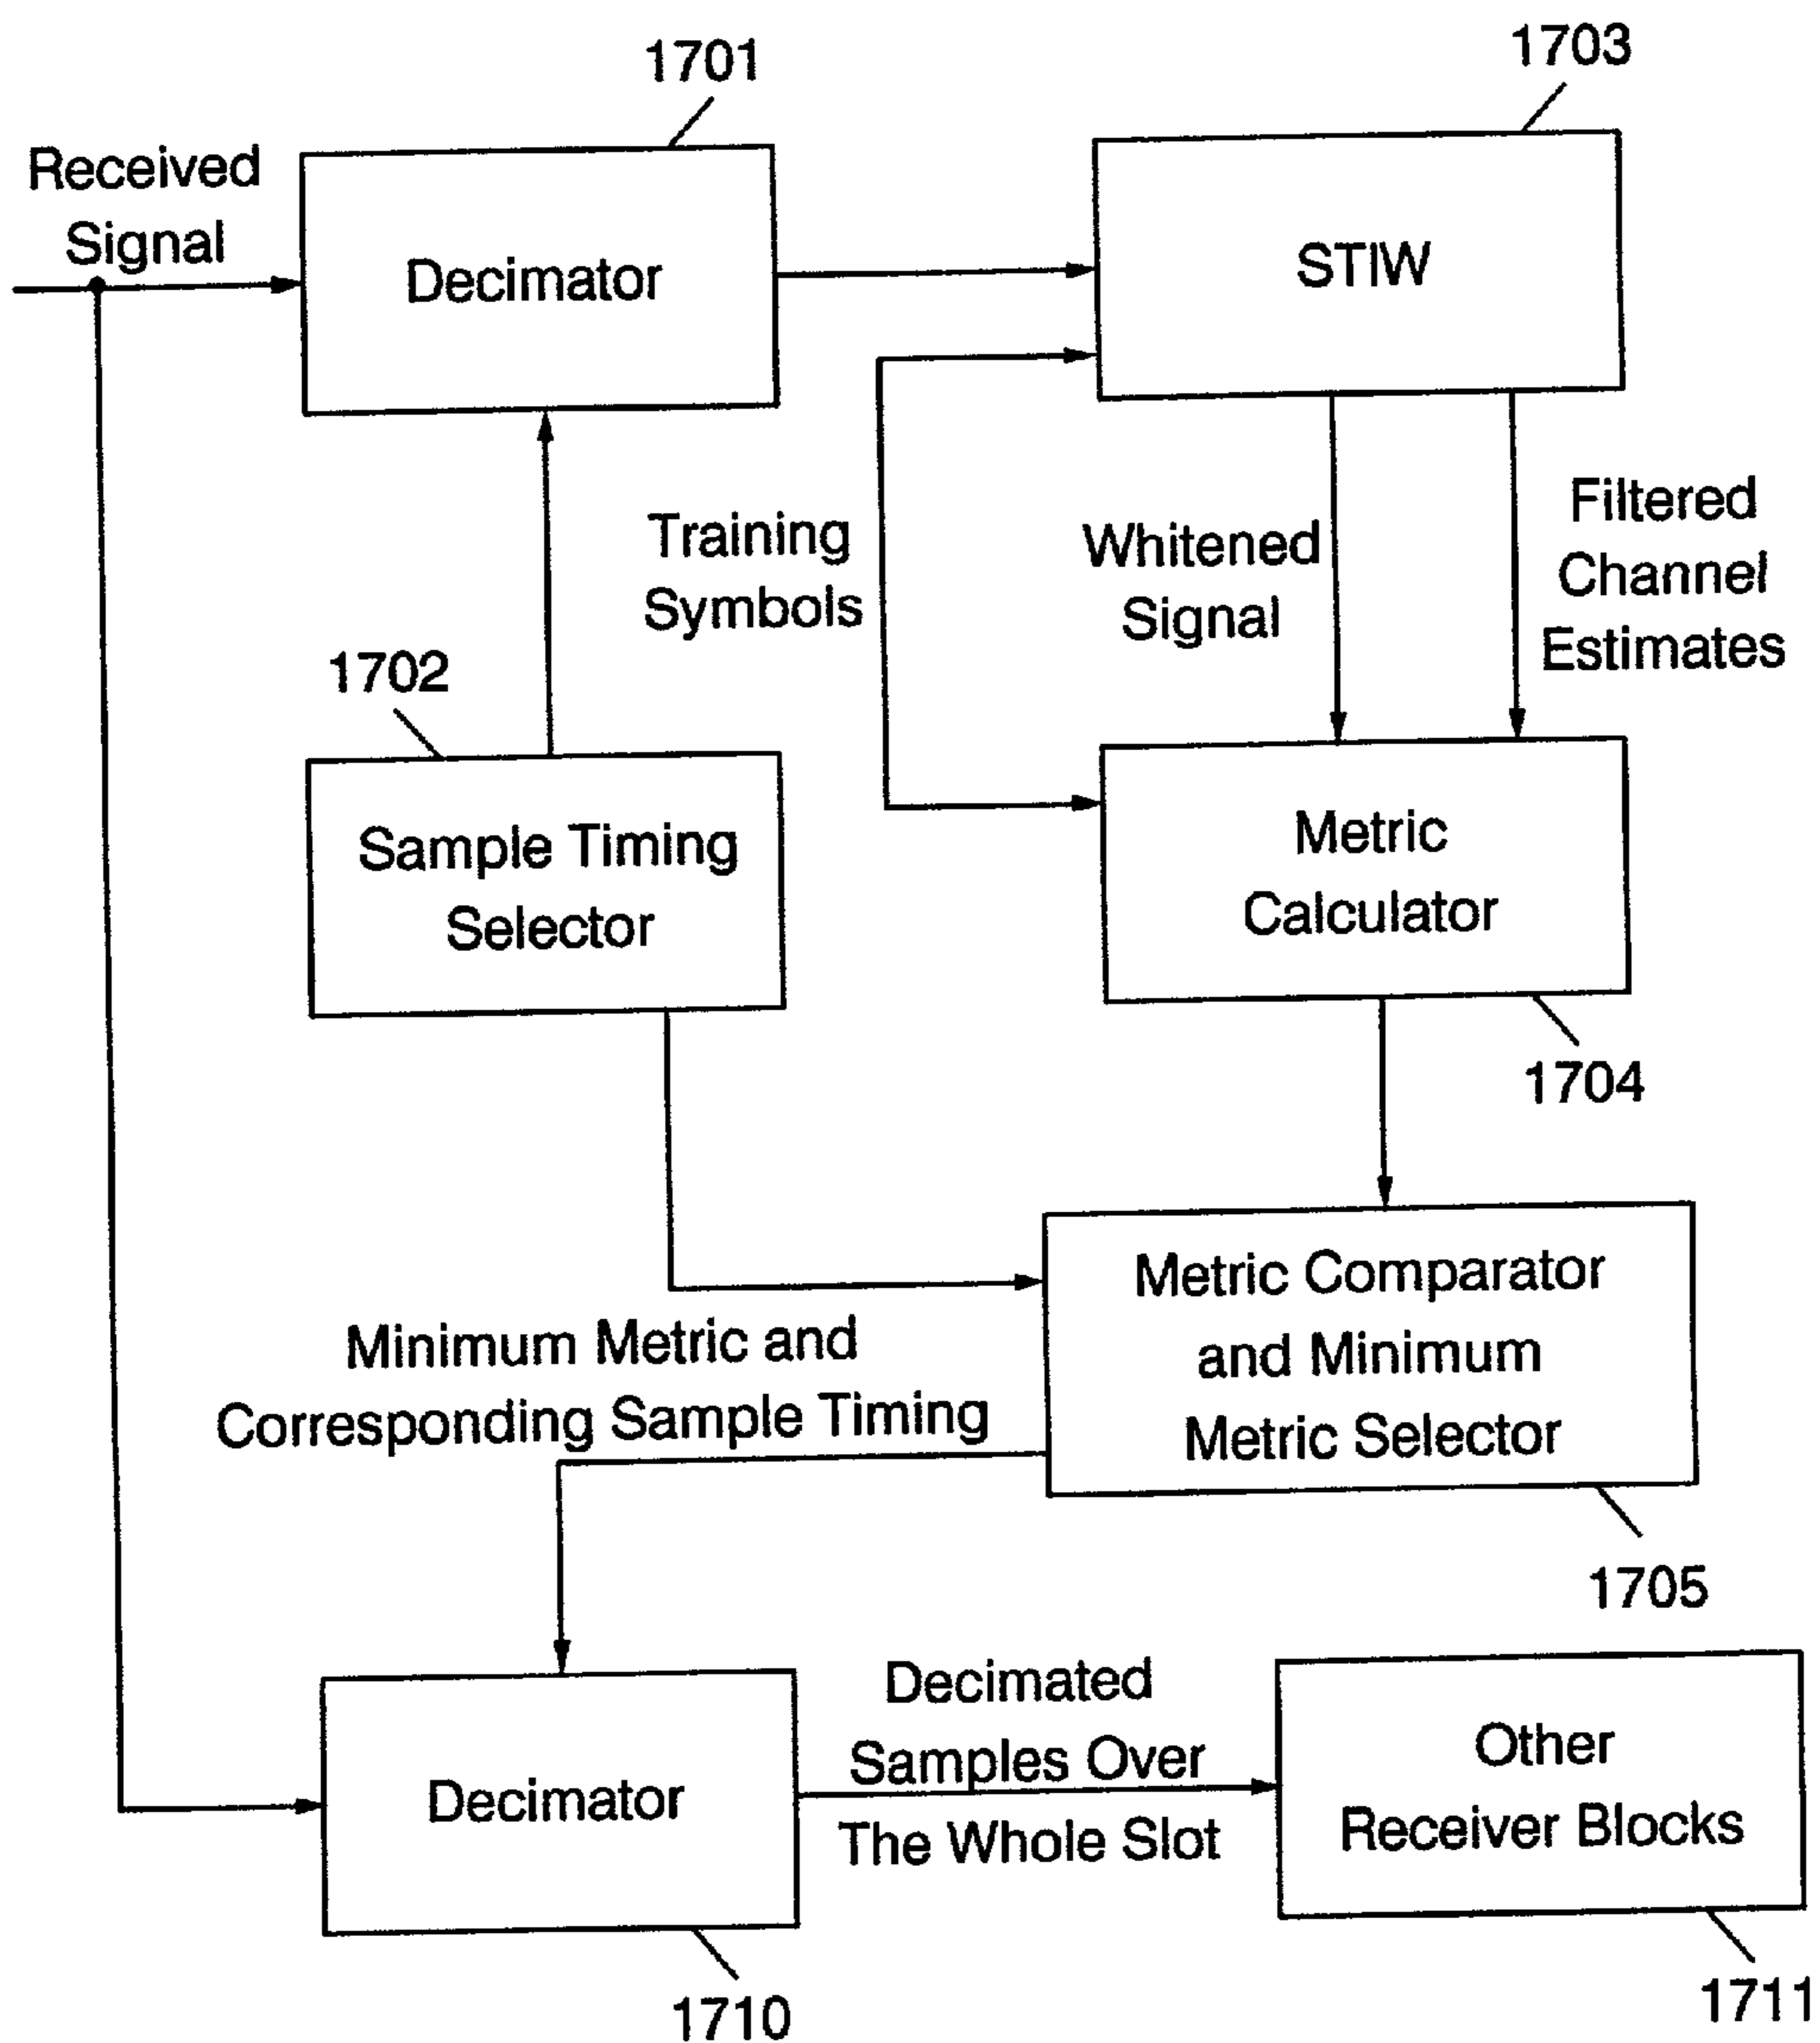 1701
1703
Received
Signal
Decimator
STIW
Training
Symbols
Whitened
Signal
Filtered
Channel
Estimates
1702
Sample Timing
Selector
Metric
Calculator
1704
Metric Comparator
and Minimum
Metric Selector
Minimum Metric and
Corresponding Sample Timing
1705
Decimator
Decimated
Samples Over
The Whole Slot
Other
Receiver Blocks
1710
1711